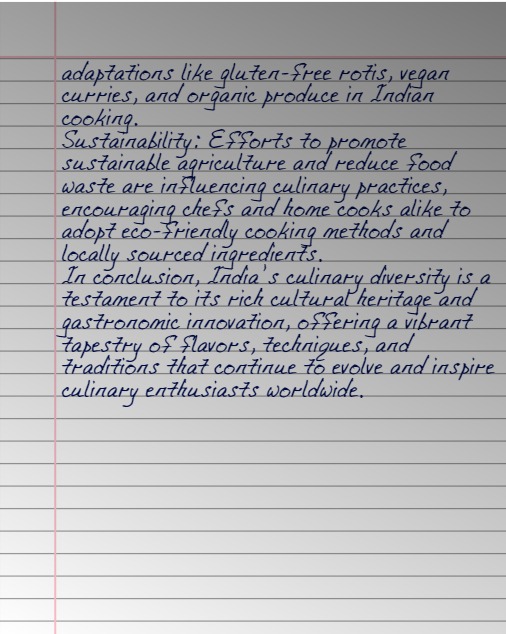 adaptations like gluten-free rotis, vegan
curries, and organic produce in Indian
cooking.
Sustainability: Efforts to promote
sustainable agriculture and reduce food
waste are influencing culinary practices,
encouraging chefs and home cooks alike to
adopt eco-friendly cooking methods and
locally sourced ingredients.
In conclusion, India's culinary diversity is a
testament to its rich cultural heritage and
gastronomic innovation, offering a vibrant
tapestry of flavors, techniques, and
traditions that continue to evolve and inspire
culinary enthusiasts worldwide.